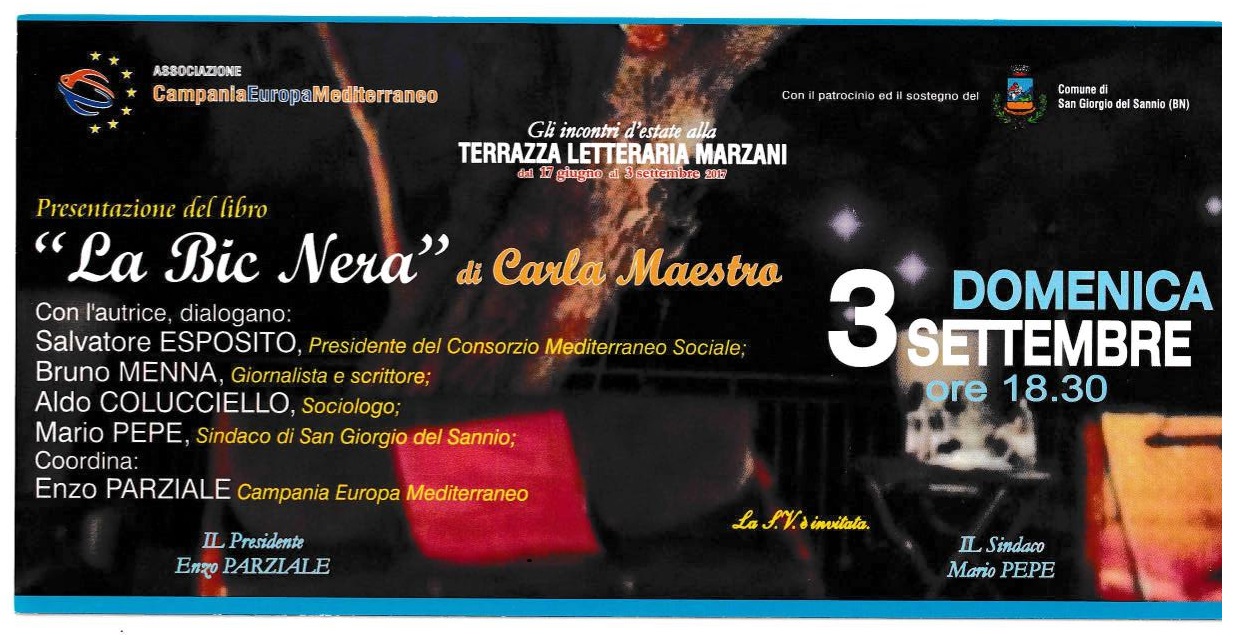 ASSOCIAZIONE
CampaniaEuropaMediterraneo
Con il patrocinio ed il sostegno del
Comune di
San Giorgio del Sannio (BN)
Gli incontri d'estate alla
TERRAZZA LETTERARIA MARZANI
dal 17 giugno al 3 settembre 2017
Presentazione del libro
“La Bic Nera” di Carla Maestro
Con l'autrice, dialogano:
Salvatore ESPOSITO, Presidente del Consorzio Mediterraneo Sociale;
Bruno MENNA, Giornalista e scrittore;
Aldo COLUCCIELLO, Sociologo;
Mario PEPE, Sindaco di San Giorgio del Sannio;
Coordina:
Enzo PARZIALE Campania Europa Mediterraneo
DOMENICA
3 SETTEMBRE
ore 18.30
La S.V. è invitata.
IL Presidente
Enzo PARZIALE
IL Sindaco
Mario PEPE